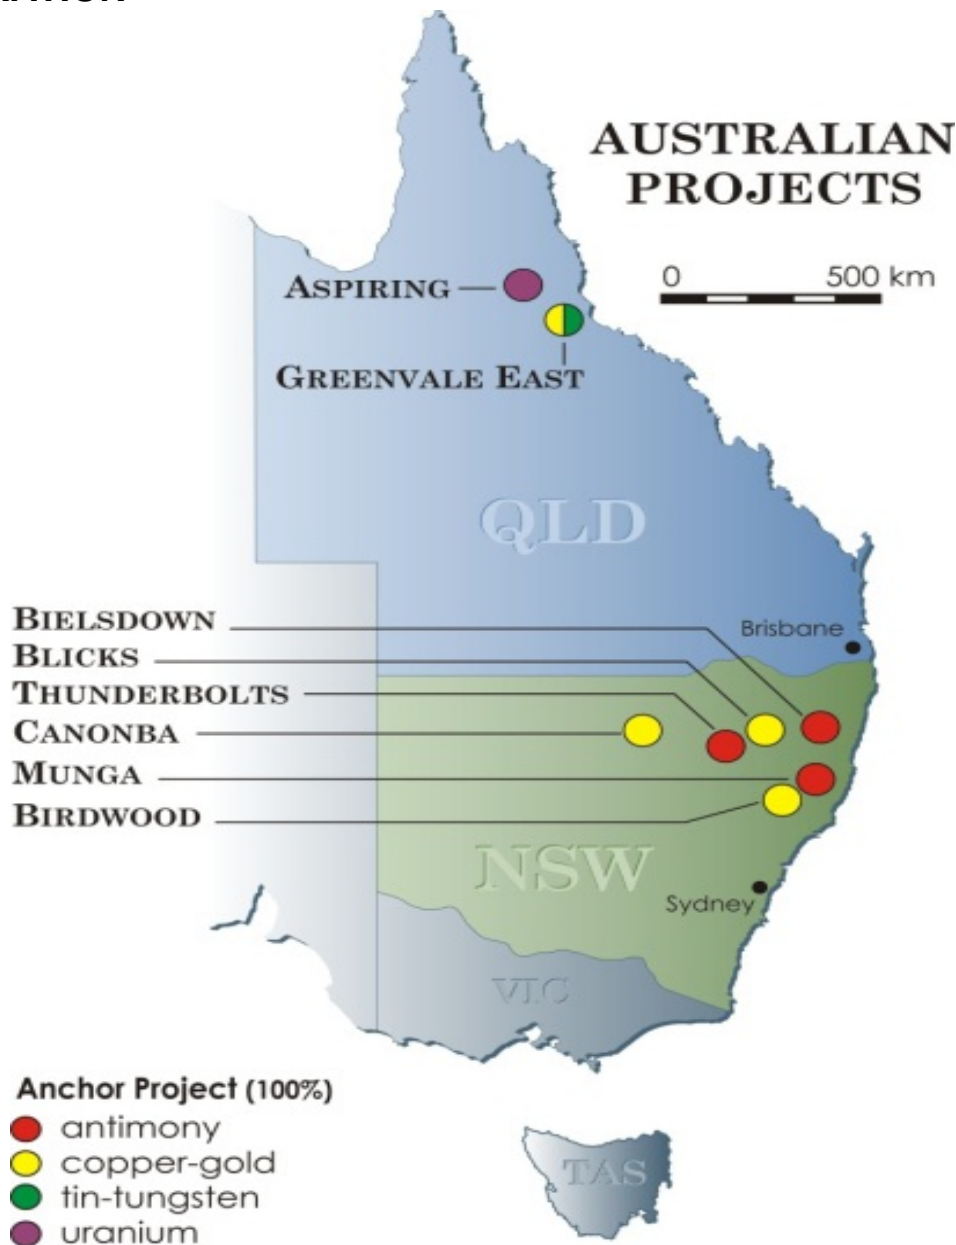 AUSTRALIAN
PROJECTS
0 500 km
ASPIRING
GREENVALE EAST
QLD
BIELSDOWN
Brisbane
BLICKS
THUNDERBOLTS
CANONBA
MUNGA
BIRDWOOD
NSW
Sydney
VIC
Anchor Project (100%)
antimony
copper-gold
tin-tungsten
uranium
TAS